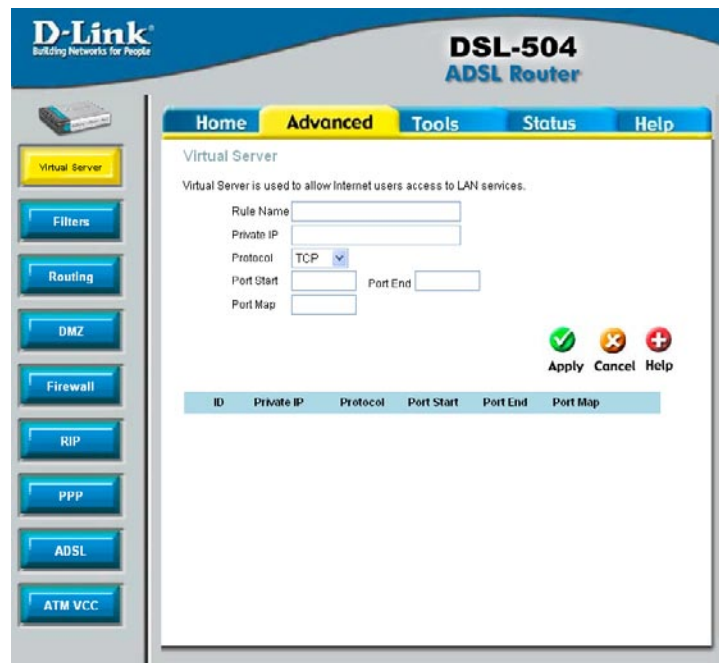 D-Link
Building Networks for People
DSL-504
ADSL Router
Home Advanced Tools Status Help
Virtual Server
Filters
Routing
DMZ
Firewall
RIP
PPP
ADSL
ATM VCC
Virtual Server
Virtual Server is used to allow Internet users access to LAN services.
Rule Name
Private IP
Protocol TCP
Port Start Port End
Port Map
Apply Cancel Help
ID Private IP Protocol Port Start Port End Port Map